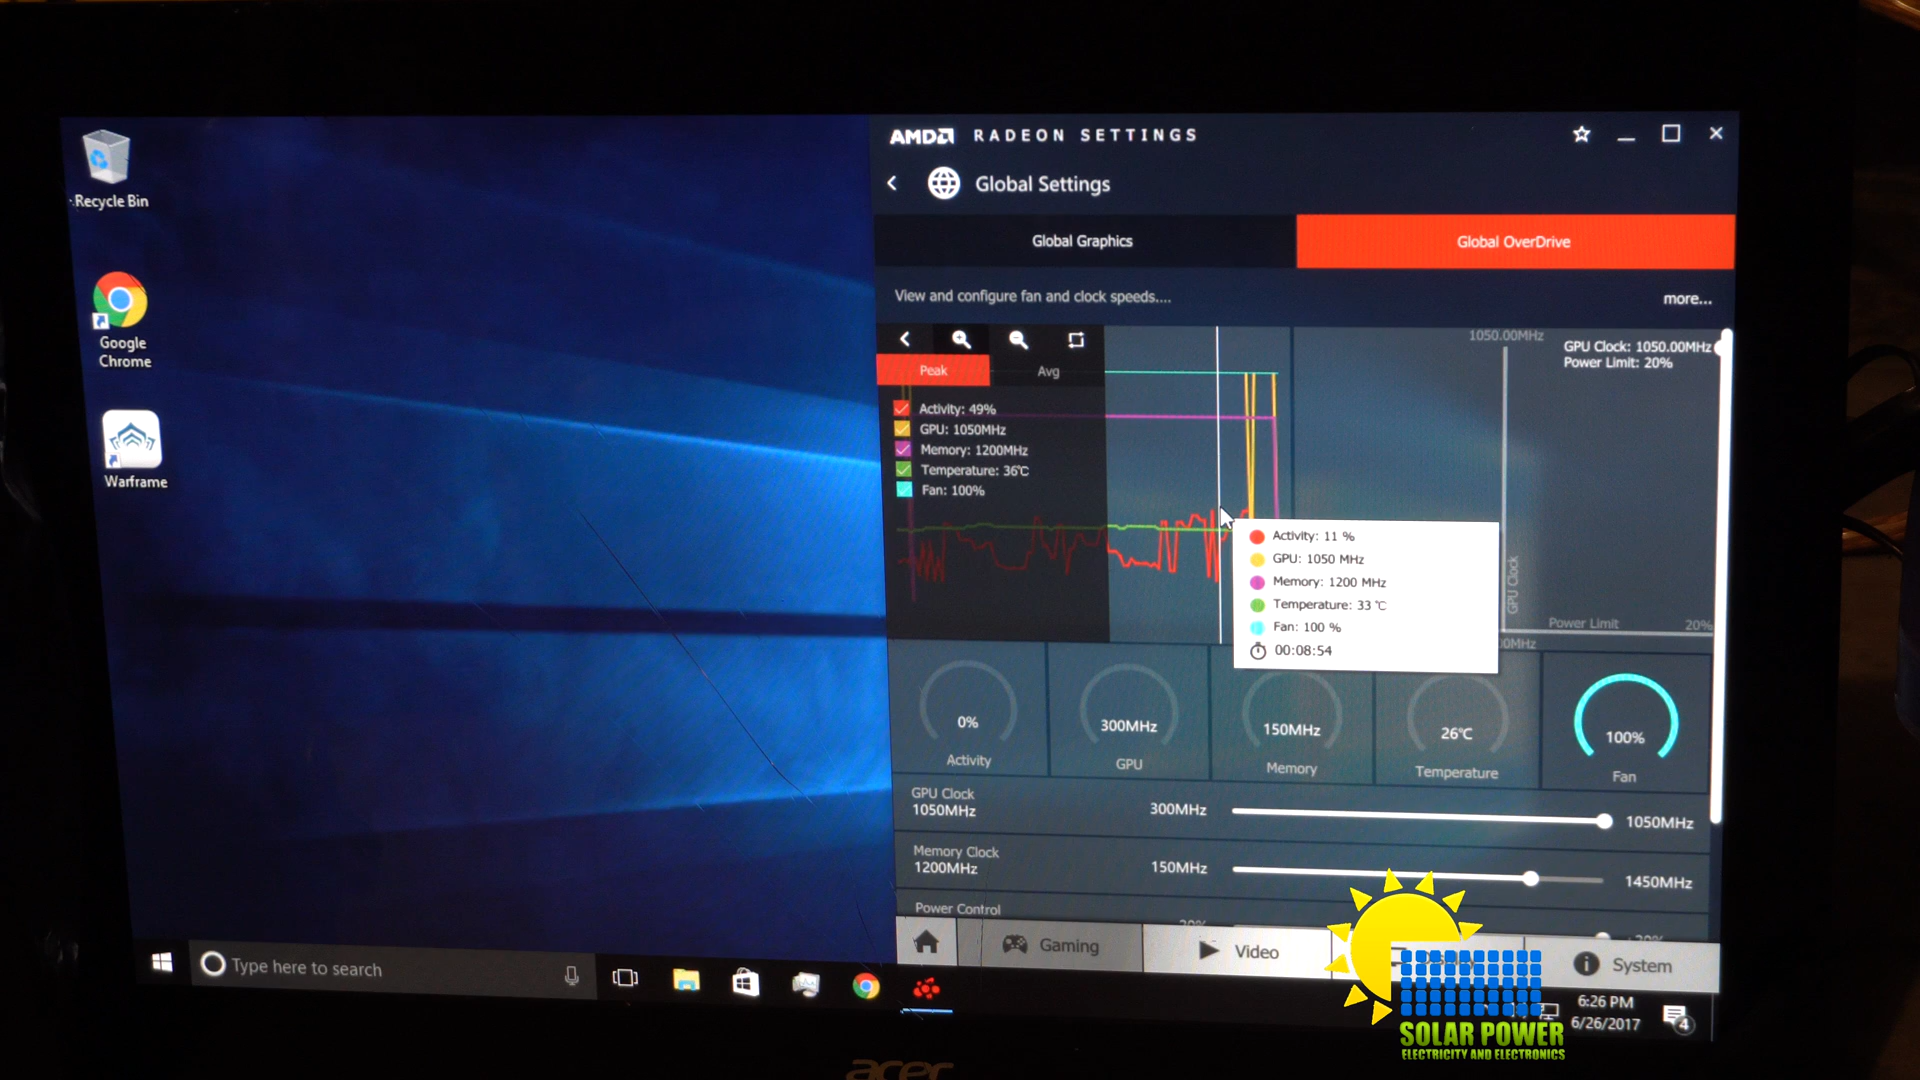 Recycle Bin
Google
Chrome
Warframe
AMD RADEON SETTINGS
Global Settings
Global Graphics
Global OverDrive
View and configure fan and clock speeds....
more...
Peak
Avg
Activity: 49%
GPU: 1050MHz
Memory: 1200MHz
Temperature: 36°C
Fan: 100%
1050.00MHz
GPU Clock: 1050.00MHz
Power Limit: 20%
GPU Clock
Power Limit
20%
Activity: 11 %
GPU: 1050 MHz
Memory: 1200 MHz
Temperature: 33 °C
Fan: 100 %
00:08:54
0%
Activity
300MHz
GPU
150MHz
Memory
26°C
Temperature
100%
Fan
GPU Clock
1050MHz
300MHz
1050MHz
Memory Clock
1200MHz
150MHz
1450MHz
Power Control
Gaming
Video
System
Type here to search
6:26 PM
6/26/2017
4
SOLAR POWER
ELECTRICITY AND ELECTRONICS
acer